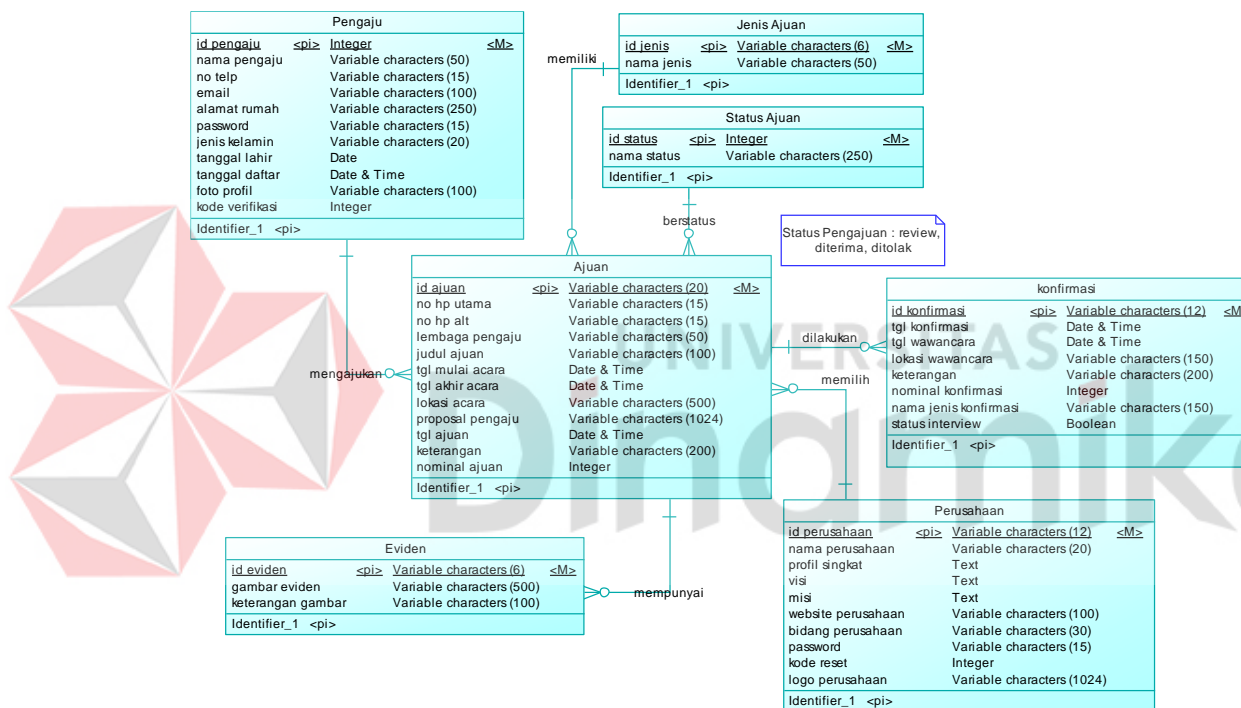 Pengaju
id pengaju <pi> Integer <M>
nama pengaju Variable characters (50)
no telp Variable characters (15)
email Variable characters (100)
alamat rumah Variable characters (250)
password Variable characters (15)
jenis kelamin Variable characters (20)
tanggal lahir Date
tanggal daftar Date & Time
foto profil Variable characters (100)
kode verifikasi Integer
Identifier_1 <pi>
Jenis Ajuan
id jenis <pi> Variable characters (6) <M>
nama jenis Variable characters (50)
Identifier_1 <pi>
memiliki
Status Ajuan
id status <pi> Integer <M>
nama status Variable characters (250)
Identifier_1 <pi>
berstatus
Status Pengajuan : review,
diterima, ditolak
Ajuan
id ajuan <pi> Variable characters (20) <M>
no hp utama Variable characters (15)
no hp alt Variable characters (15)
lembaga pengaju Variable characters (50)
judul ajuan Variable characters (100)
tgl mulai acara Date & Time
tgl akhir acara Date & Time
lokasi acara Variable characters (500)
proposal pengaju Variable characters (1024)
tgl ajuan Date & Time
keterangan Variable characters (200)
nominal ajuan Integer
Identifier_1 <pi>
mengajukan
dilakukan
memilih
konfirmasi
id konfirmasi <pi> Variable characters (12) <M
tgl konfirmasi Date & Time
tgl wawancara Date & Time
lokasi wawancara Variable characters (150)
keterangan Variable characters (200)
nominal konfirmasi Integer
nama jenis konfirmasi Variable characters (150)
status interview Boolean
Identifier_1 <pi>
UNIVERSITAS
Dinamika
Eviden
id eviden <pi> Variable characters (6) <M>
gambar eviden Variable characters (500)
keterangan gambar Variable characters (100)
Identifier_1 <pi>
mempunyai
Perusahaan
id perusahaan <pi> Variable characters (12) <M>
nama perusahaan Variable characters (20)
profil singkat Text
visi Text
misi Text
website perusahaan Variable characters (100)
bidang perusahaan Variable characters (30)
password Variable characters (15)
kode reset Integer
logo perusahaan Variable characters (1024)
Identifier_1 <pi>